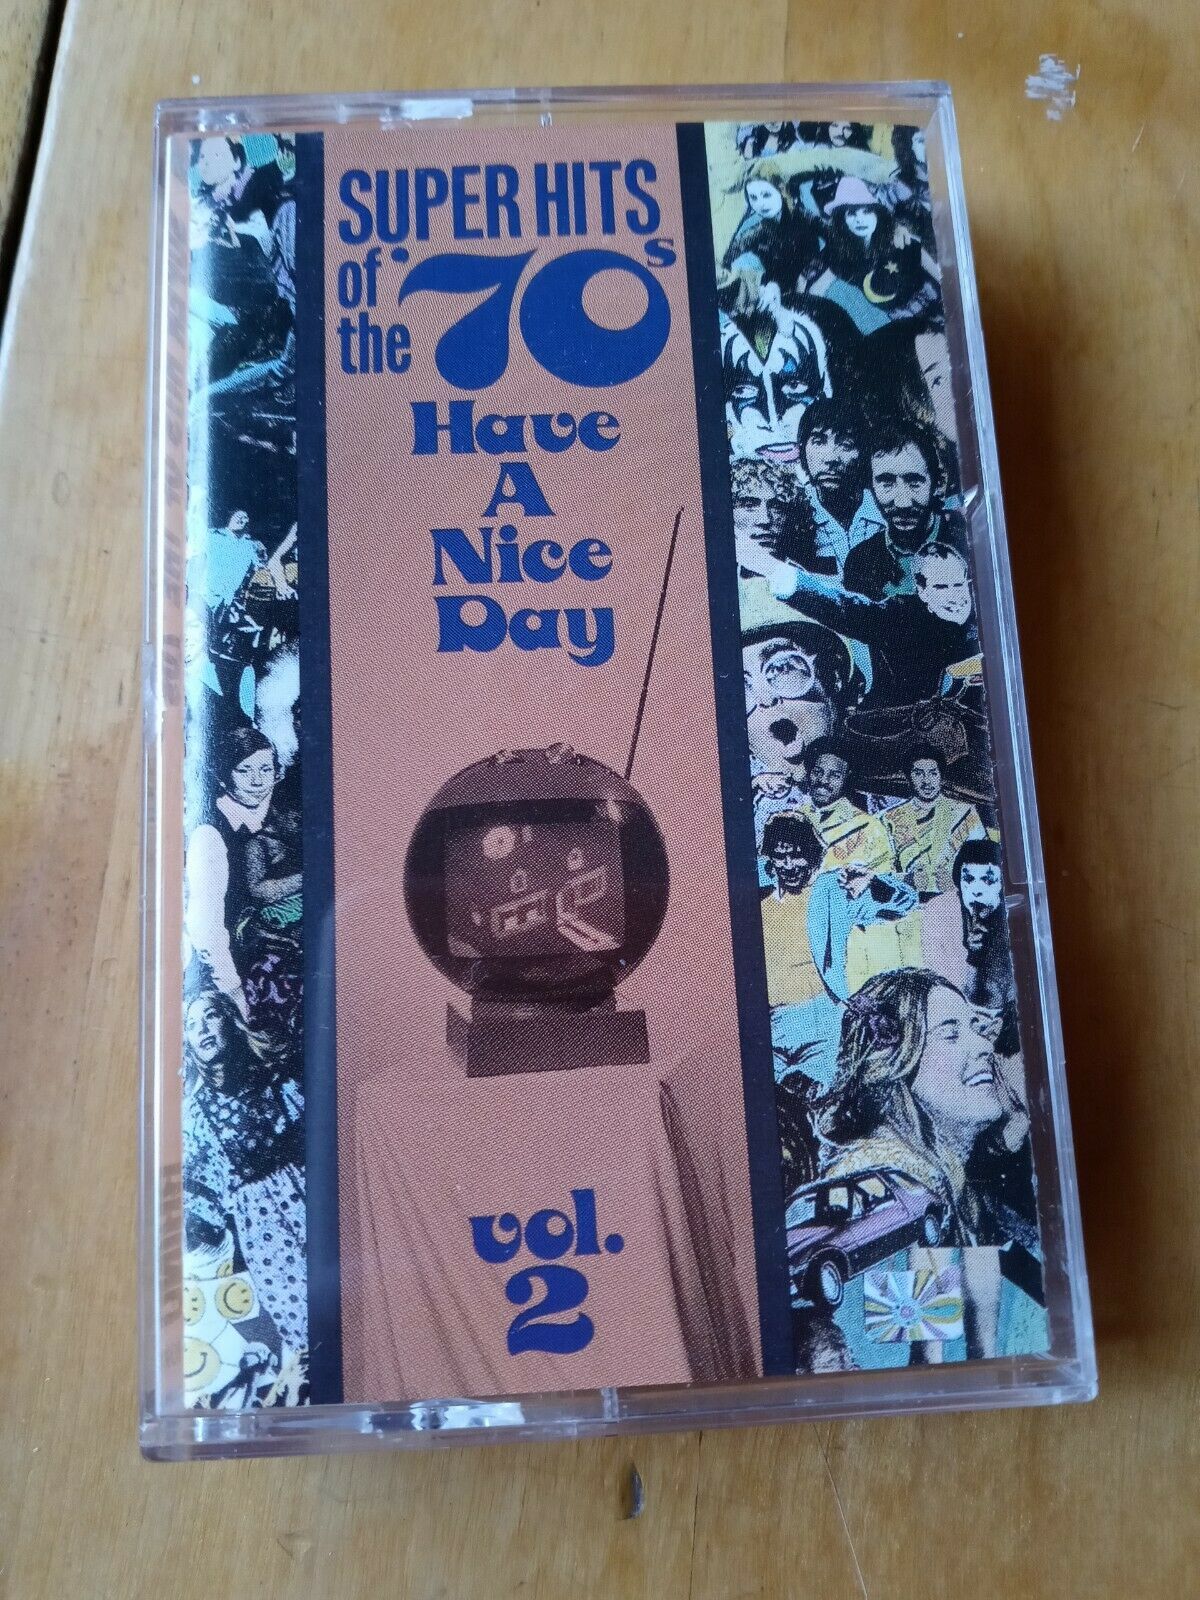 SUPER HITS
of
the '70s
Have
A
Nice
Day
vol.
2